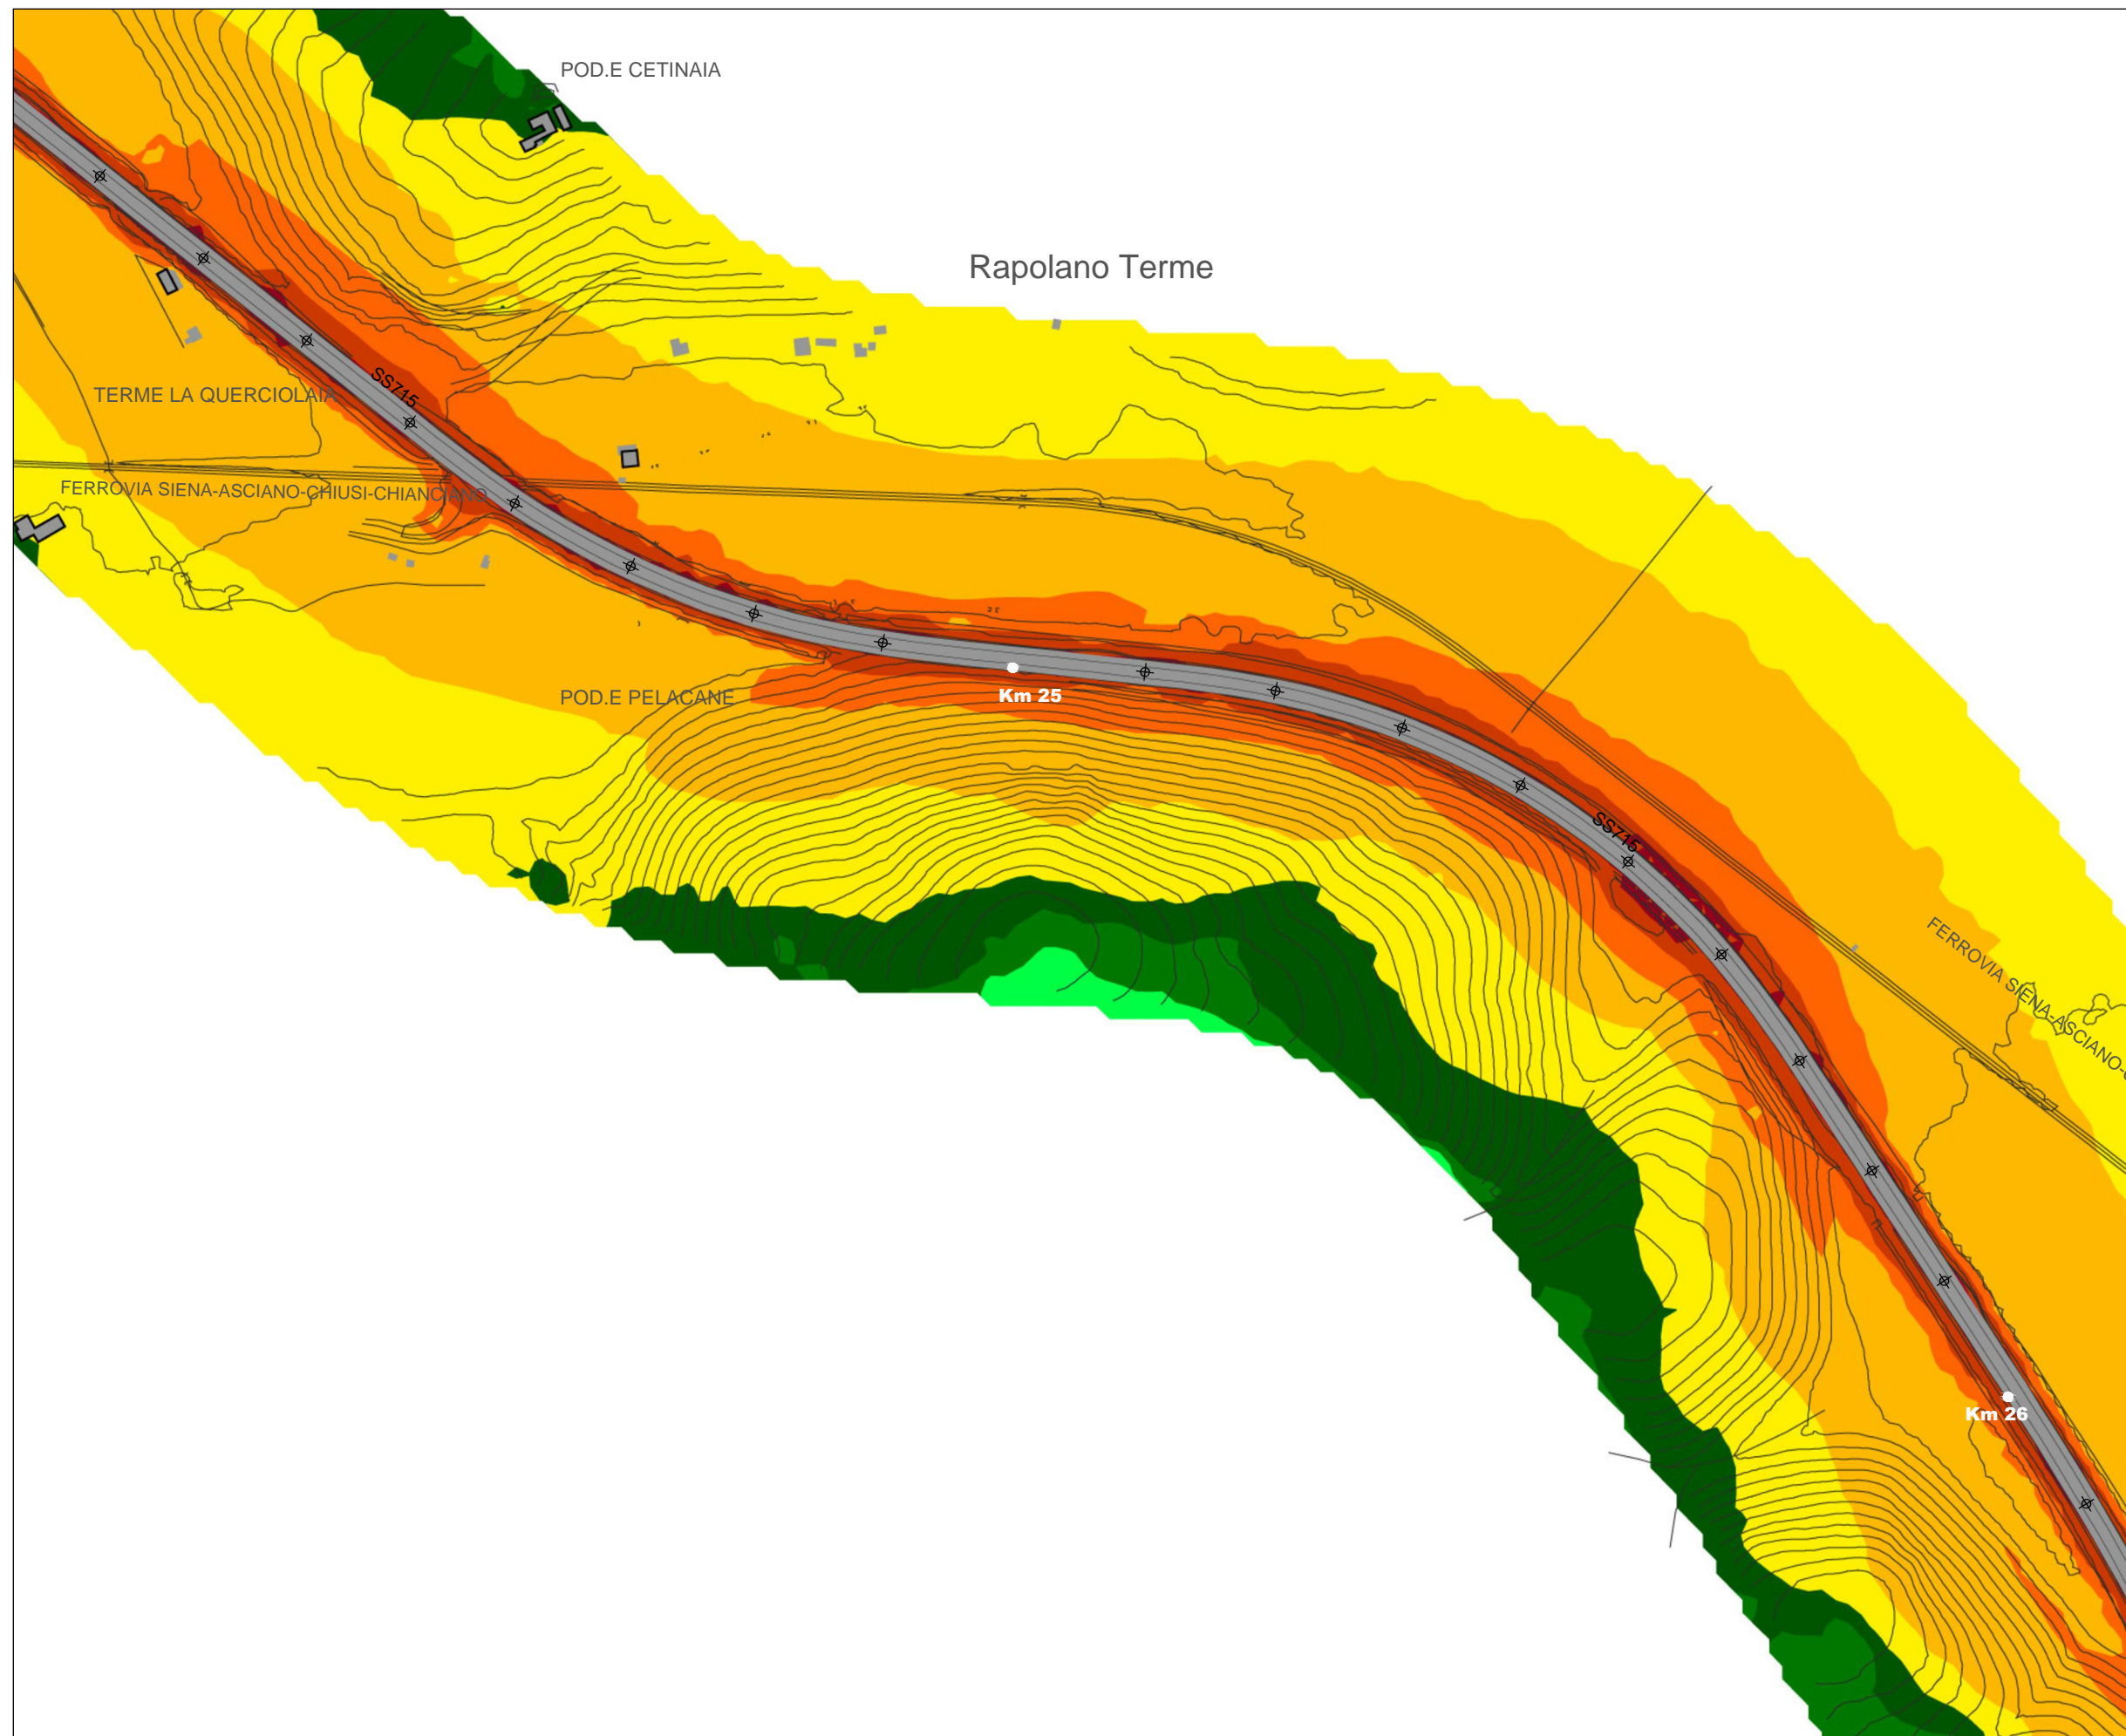 POD.E CETINAIA
Rapolano Terme
SS715
TERME LA QUERCIOLAIA
FERROVIA SIENA-ASCIANO-CHIUSI-CHIANCIANO
POD.E PELACANE
Km 25
SS715
FERROVIA SIENA-ASCIANO-
Km 26